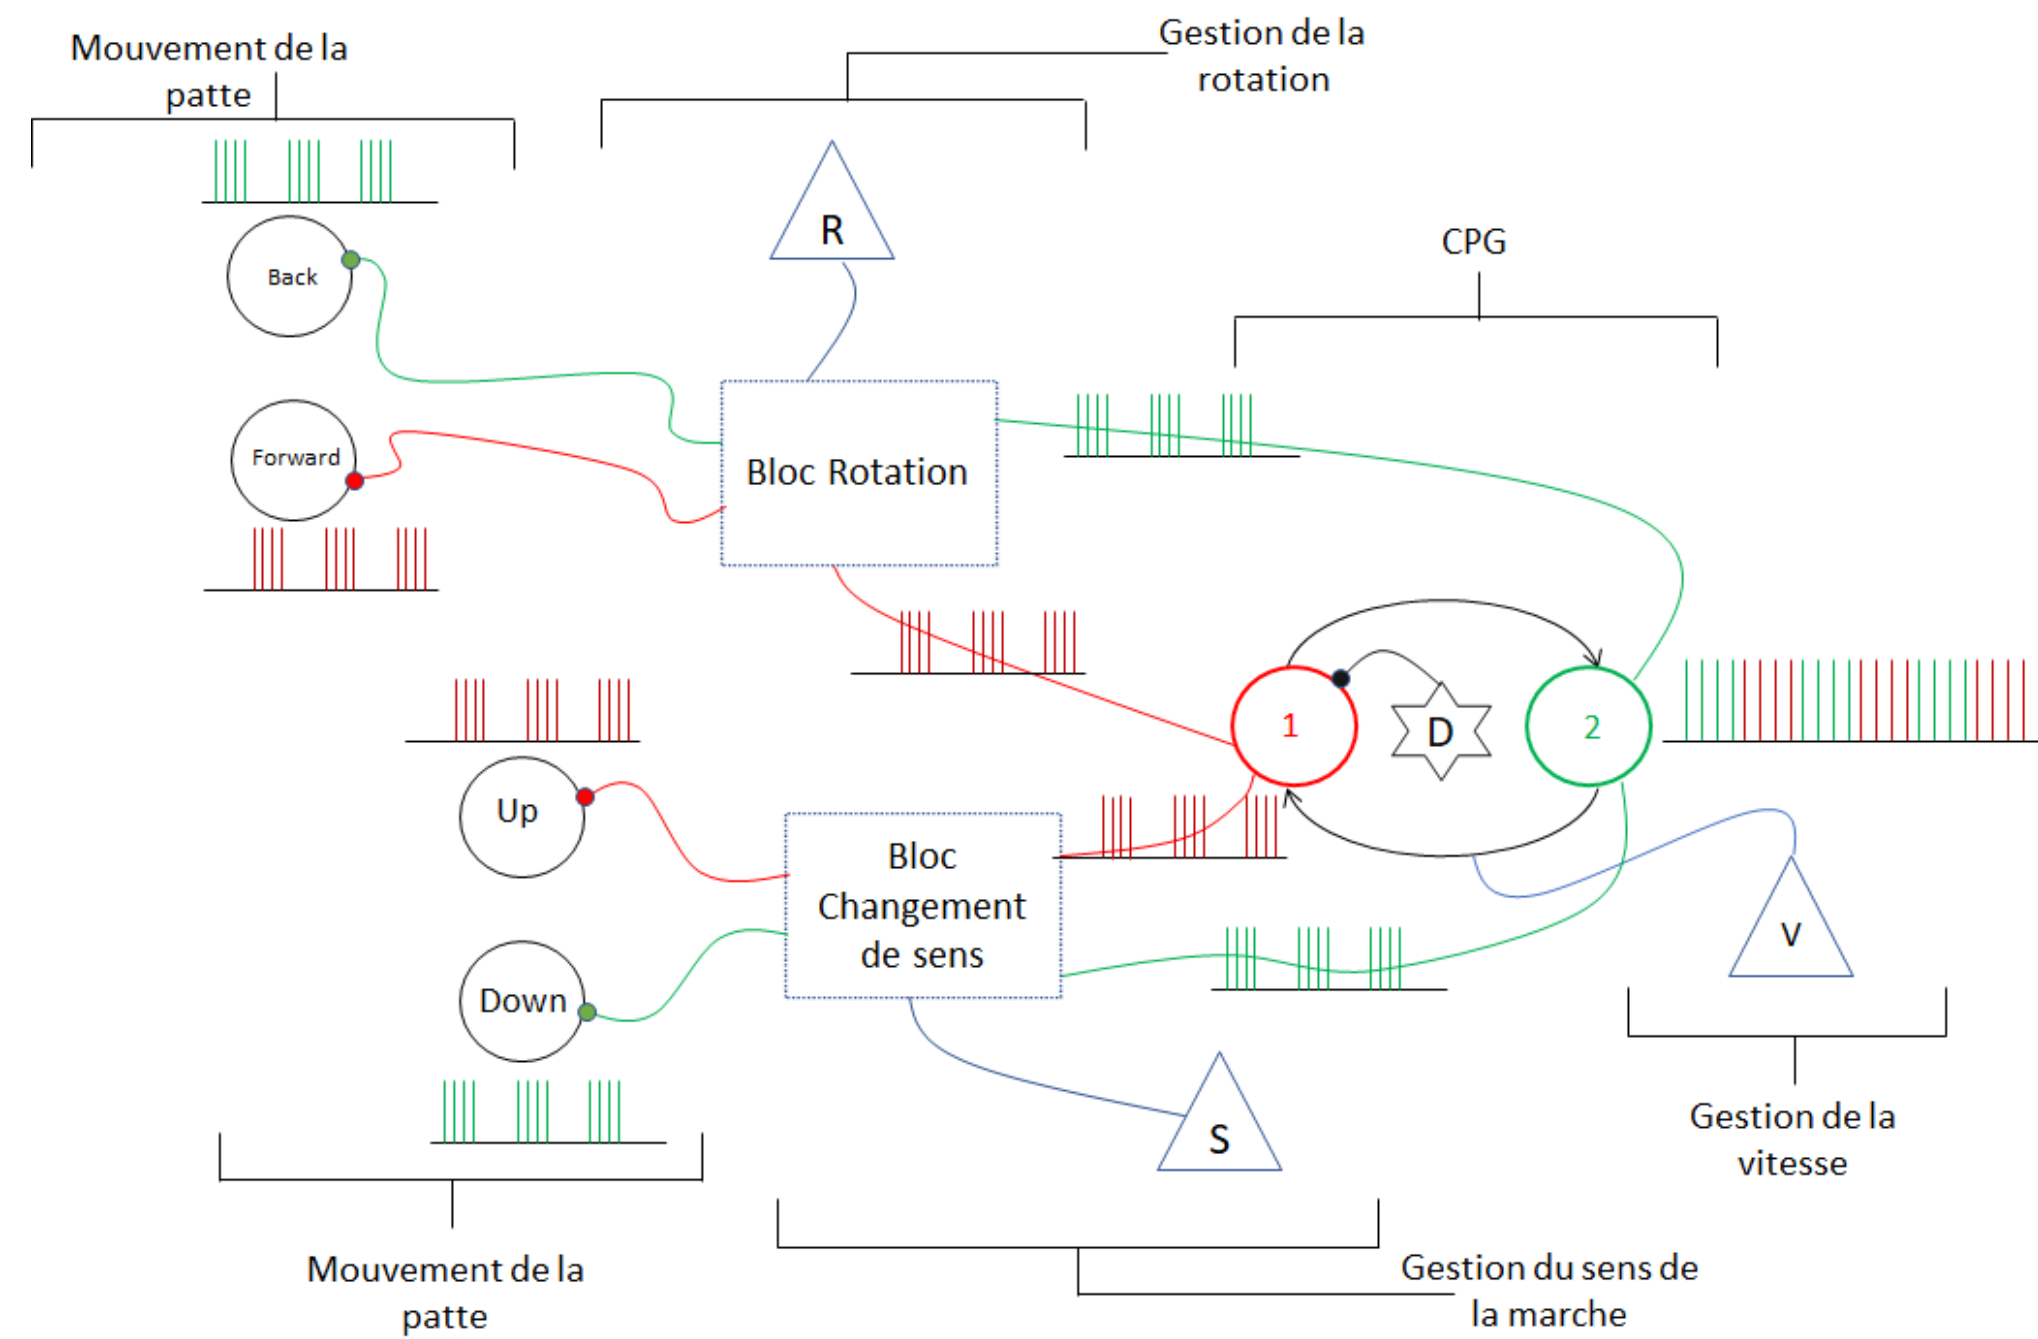 Mouvement de la
patte
Gestion de la
rotation
R
CPG
Back
Forward
Bloc Rotation
1
D
2
Up
Down
Bloc
Changement
de sens
V
S
Gestion de la
vitesse
Mouvement de la
patte
Gestion du sens de
la marche